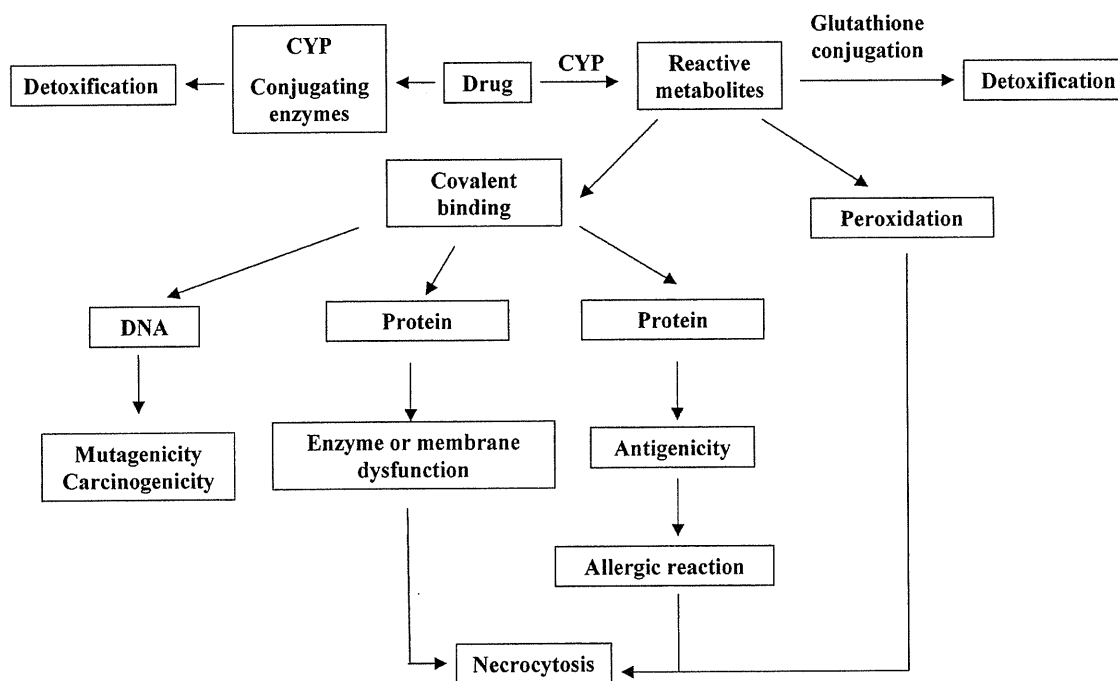 Glutathione
conjugation
CYP
Conjugating
enzymes
Detoxification
Drug
CYP
Reactive
metabolites
Detoxification
Covalent
binding
Peroxidation
DNA
Protein
Protein
Mutagenicity
Carcinogenicity
Enzyme or membrane
dysfunction
Antigenicity
Allergic reaction
Necrocytosis